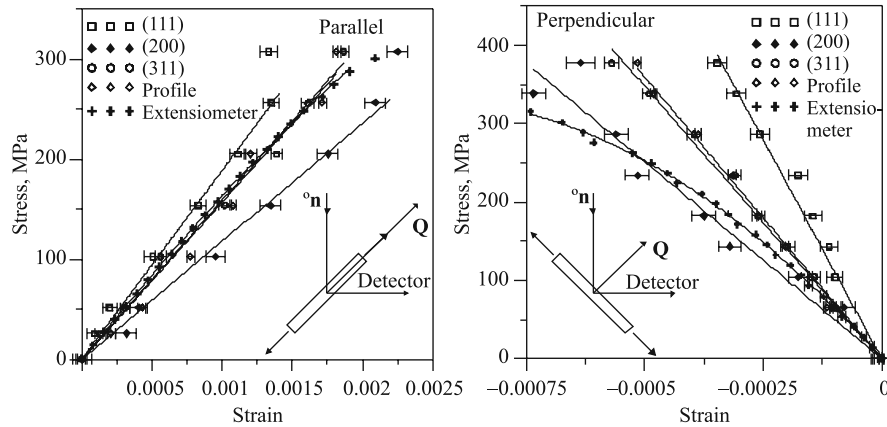 Parallel
(111)
(200)
(311)
Profile
Extensiometer
300
200
100
0
Stress, MPa
0.0005
0.001
0.0015
0.002
0.0025
Strain
°n
Q
Detector
Perpendicular
(111)
(200)
(311)
Profile
Extensio-
meter
400
300
200
100
0
Stress, MPa
–0.00075
–0.0005
–0.00025
0
Strain
°n
Q
Detector